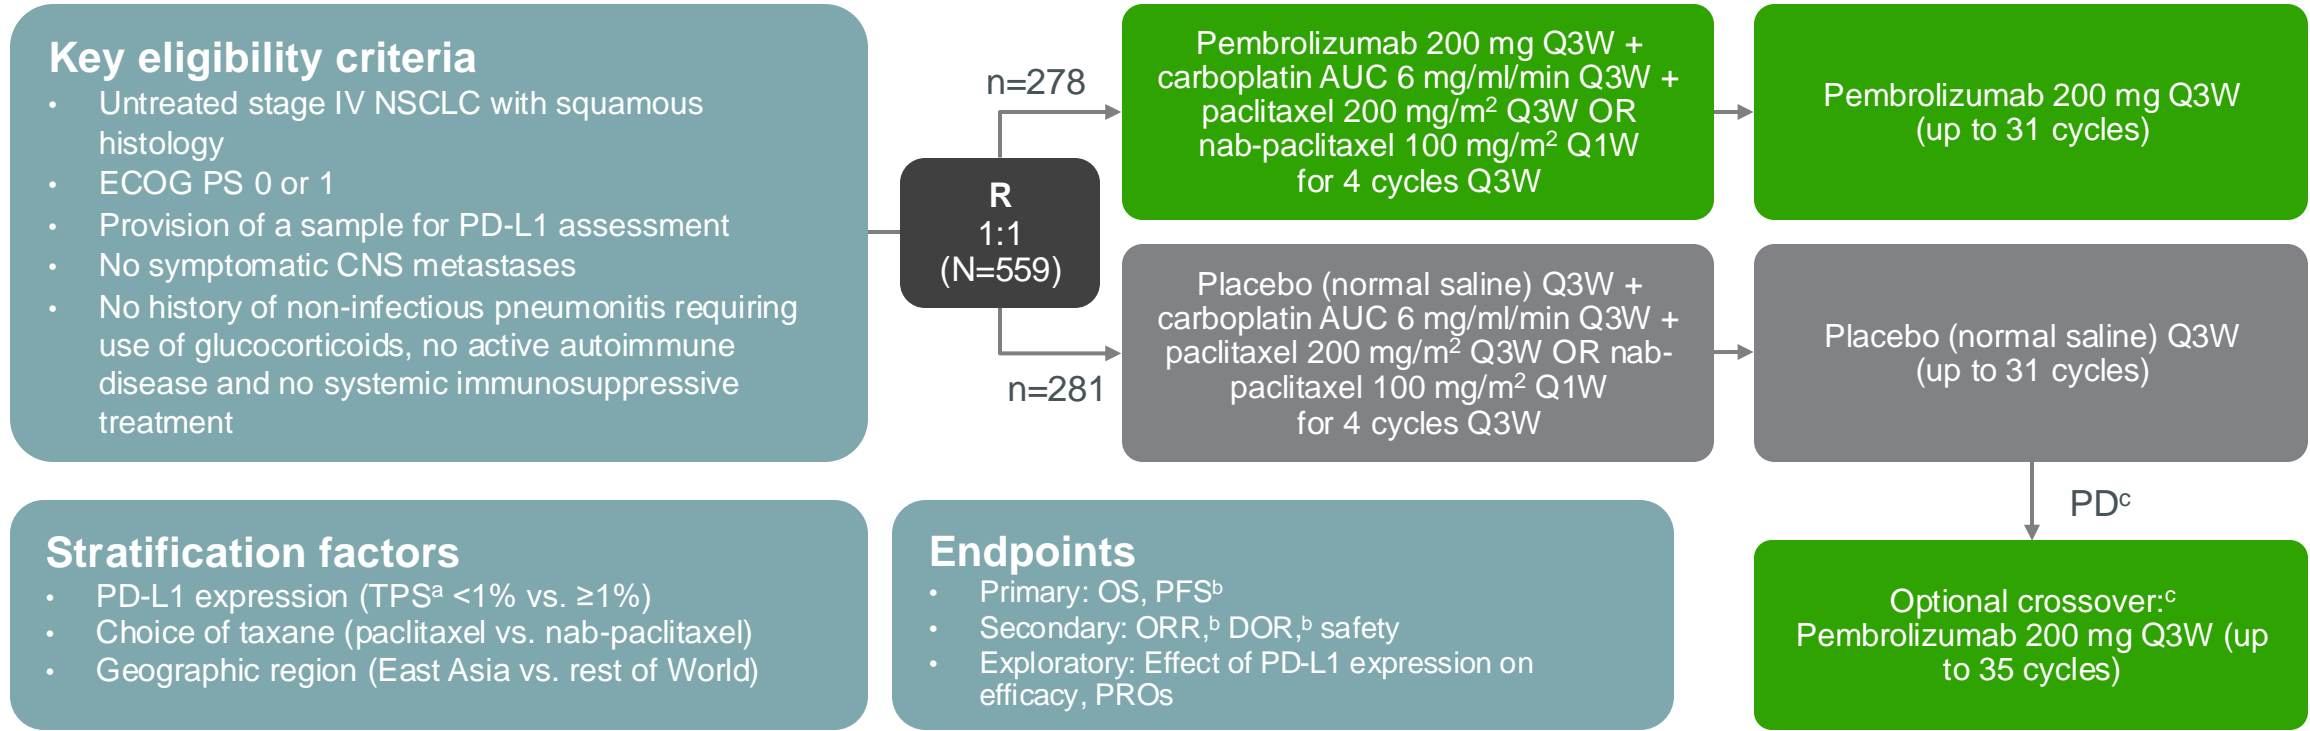 Key eligibility criteria
• Untreated stage IV NSCLC with squamous
histology
• ECOG PS 0 or 1
• Provision of a sample for PD-L1 assessment
• No symptomatic CNS metastases
• No history of non-infectious pneumonitis requiring
use of glucocorticoids, no active autoimmune
disease and no systemic immunosuppressive
treatment
R
1:1
(N=559)
n=278
Pembrolizumab 200 mg Q3W +
carboplatin AUC 6 mg/ml/min Q3W +
paclitaxel 200 mg/m² Q3W OR
nab-paclitaxel 100 mg/m² Q1W
for 4 cycles Q3W
Pembrolizumab 200 mg Q3W
(up to 31 cycles)
n=281
Placebo (normal saline) Q3W +
carboplatin AUC 6 mg/ml/min Q3W +
paclitaxel 200 mg/m² Q3W OR nab-
paclitaxel 100 mg/m² Q1W
for 4 cycles Q3W
Placebo (normal saline) Q3W
(up to 31 cycles)
PDᶜ
Optional crossover:ᶜ
Pembrolizumab 200 mg Q3W (up
to 35 cycles)
Stratification factors
• PD-L1 expression (TPSᵃ <1% vs. ≥1%)
• Choice of taxane (paclitaxel vs. nab-paclitaxel)
• Geographic region (East Asia vs. rest of World)
Endpoints
• Primary: OS, PFSᵇ
• Secondary: ORR,ᵇ DOR,ᵇ safety
• Exploratory: Effect of PD-L1 expression on
efficacy, PROs